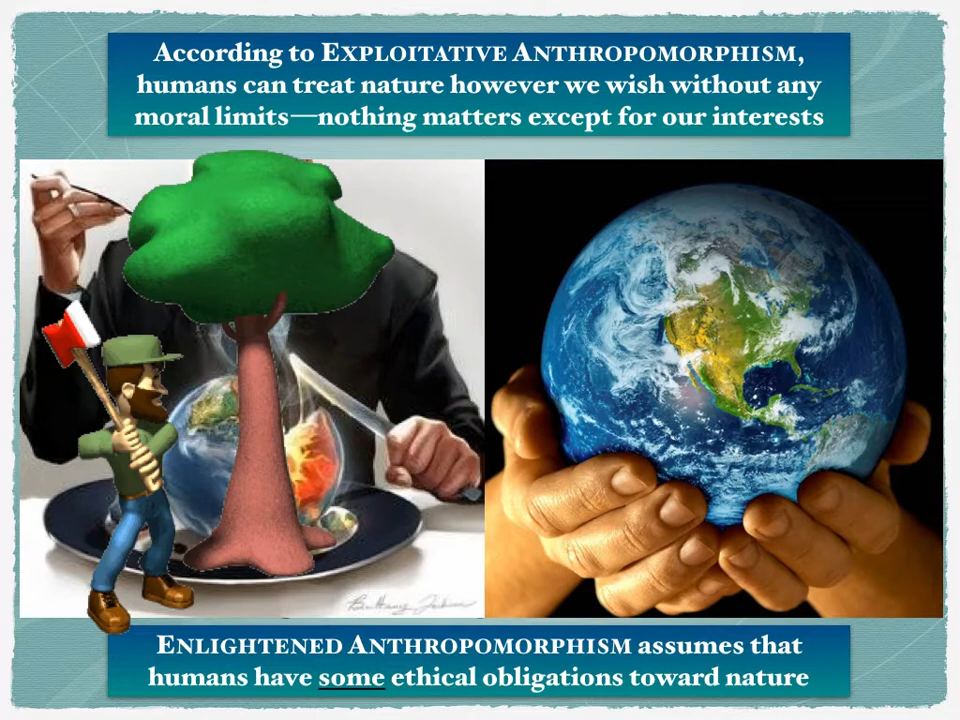 According to EXPLOITATIVE ANTHROPOMORPHISM,
humans can treat nature however we wish without any
moral limits—nothing matters except for our interests
ENLIGHTENED ANTHROPOMORPHISM assumes that
humans have some ethical obligations toward nature